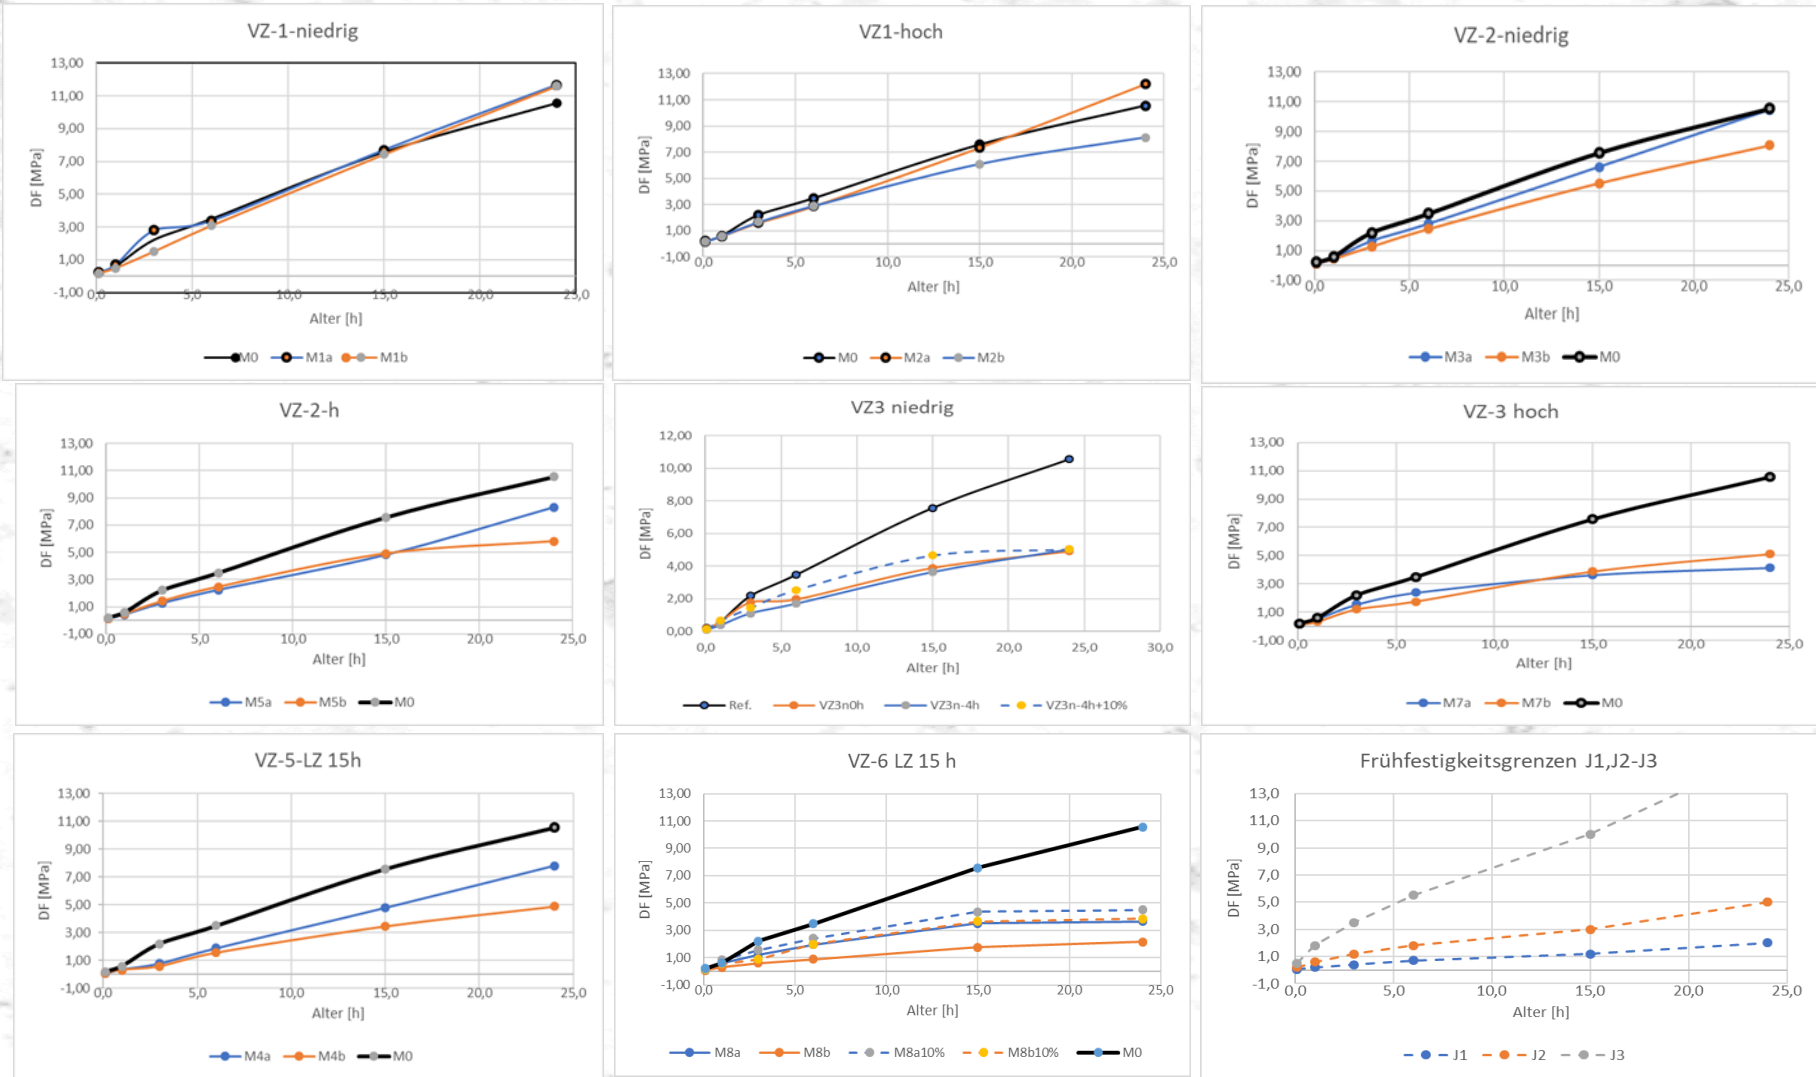 VZ-1-niedrig
13,00
11,00
9,00
7,00
5,00
3,00
1,00
-1,00
DF [MPa]
0,0 5,0 10,0 15,0 20,0 25,0
Alter [h]
M0 M1a M1b
VZ1-hoch
13,00
11,00
9,00
7,00
5,00
3,00
1,00
-1,00
DF [MPa]
0,0 5,0 10,0 15,0 20,0 25,0
Alter [h]
M0 M2a M2b
VZ-2-niedrig
13,00
11,00
9,00
7,00
5,00
3,00
1,00
-1,00
DF [MPa]
0,0 5,0 10,0 15,0 20,0 25,0
Alter [h]
M3a M3b M0
VZ-2-h
13,00
11,00
9,00
7,00
5,00
3,00
1,00
-1,00
DF [MPa]
0,0 5,0 10,0 15,0 20,0 25,0
Alter [h]
M5a M5b M0
VZ3 niedrig
12,00
10,00
8,00
6,00
4,00
2,00
0,00
DF [MPa]
0,0 5,0 10,0 15,0 20,0 25,0 30,0
Alter [h]
Ref. VZ3n0h VZ3n-4h VZ3n-4h+10%
VZ-3 hoch
13,00
11,00
9,00
7,00
5,00
3,00
1,00
-1,00
DF [MPa]
0,0 5,0 10,0 15,0 20,0 25,0
Alter [h]
M7a M7b M0
VZ-5-LZ 15h
13,00
11,00
9,00
7,00
5,00
3,00
1,00
-1,00
DF [MPa]
0,0 5,0 10,0 15,0 20,0 25,0
Alter [h]
M4a M4b M0
VZ-6 LZ 15 h
13,00
11,00
9,00
7,00
5,00
3,00
1,00
-1,00
DF [MPa]
0,0 5,0 10,0 15,0 20,0 25,0
Alter [h]
M8a M8b M8a10% M8b10% M0
Frühfestigkeitsgrenzen J1,J2-J3
13,0
11,0
9,0
7,0
5,0
3,0
1,0
-1,0
DF [MPa]
0,0 5,0 10,0 15,0 20,0 25,0
Alter [h]
J1 J2 J3